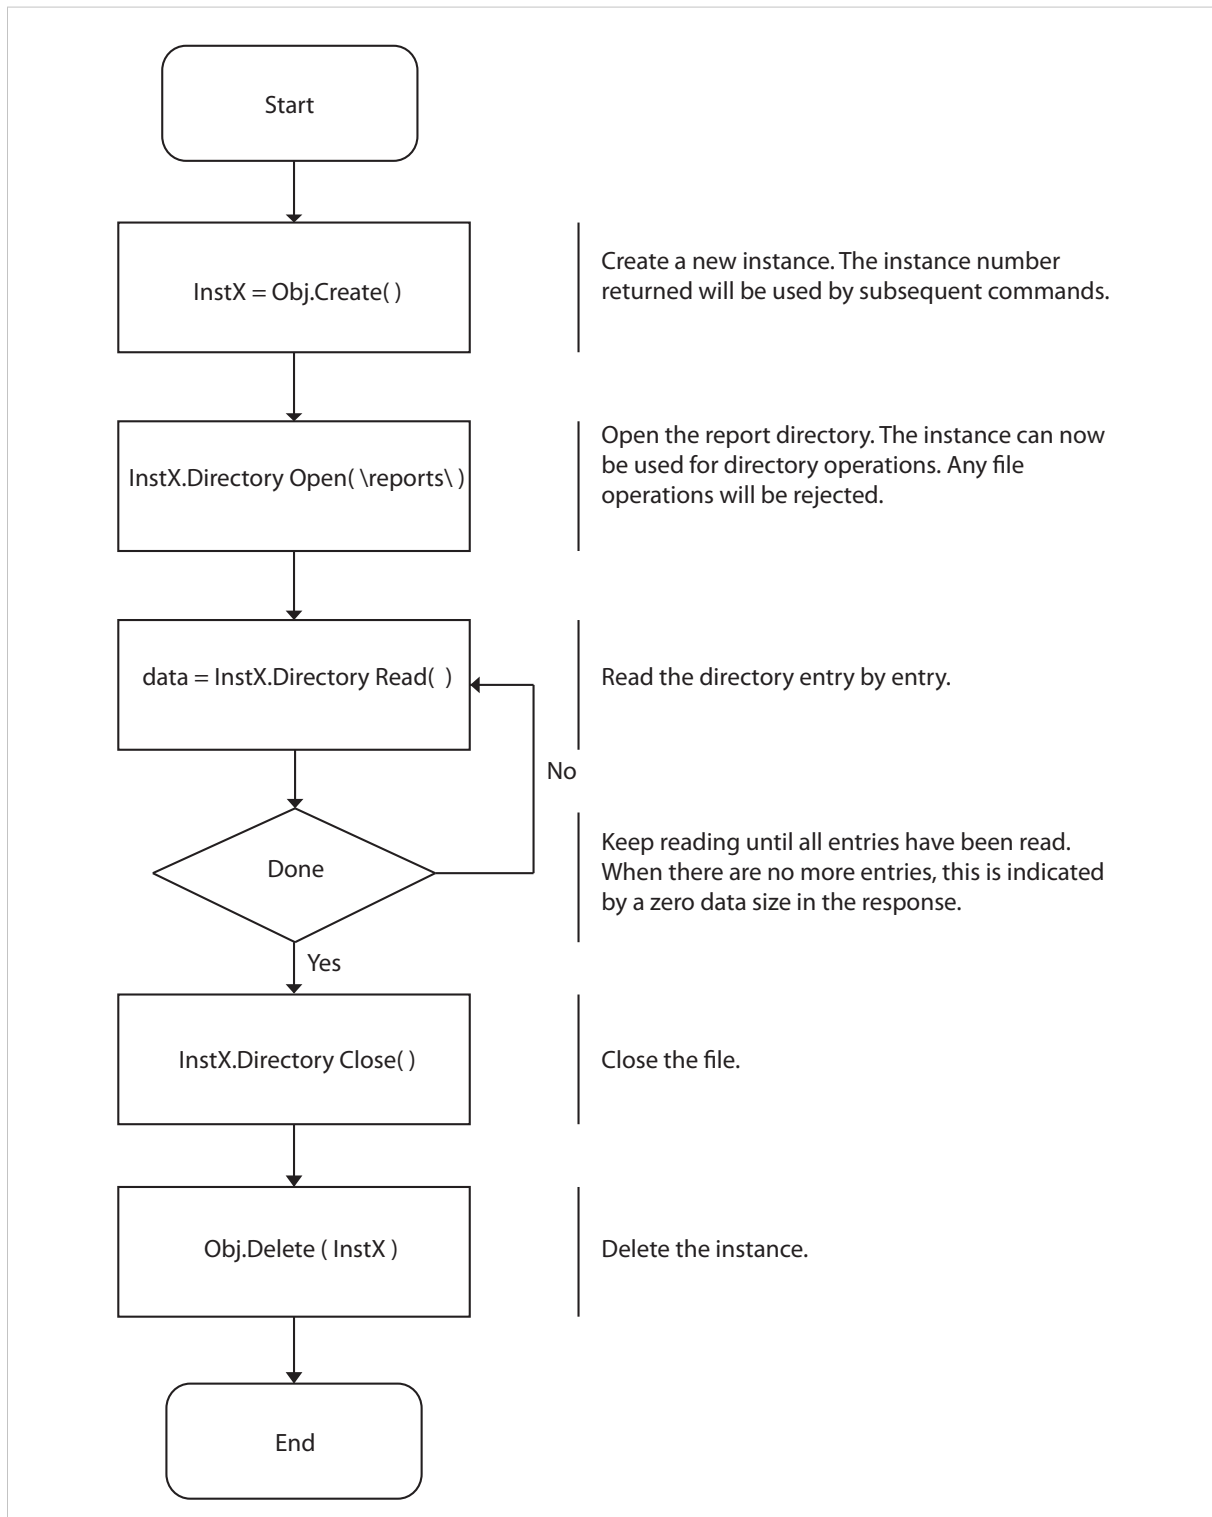 Start
InstX = Obj.Create( )
Create a new instance. The instance number
returned will be used by subsequent commands.
InstX.Directory Open( \reports\ )
Open the report directory. The instance can now
be used for directory operations. Any file
operations will be rejected.
data = InstX.Directory Read(  )
Read the directory entry by entry.
No
Done
Keep reading until all entries have been read.
When there are no more entries, this is indicated
by a zero data size in the response.
Yes
InstX.Directory Close( )
Close the file.
Obj.Delete ( InstX )
Delete the instance.
End